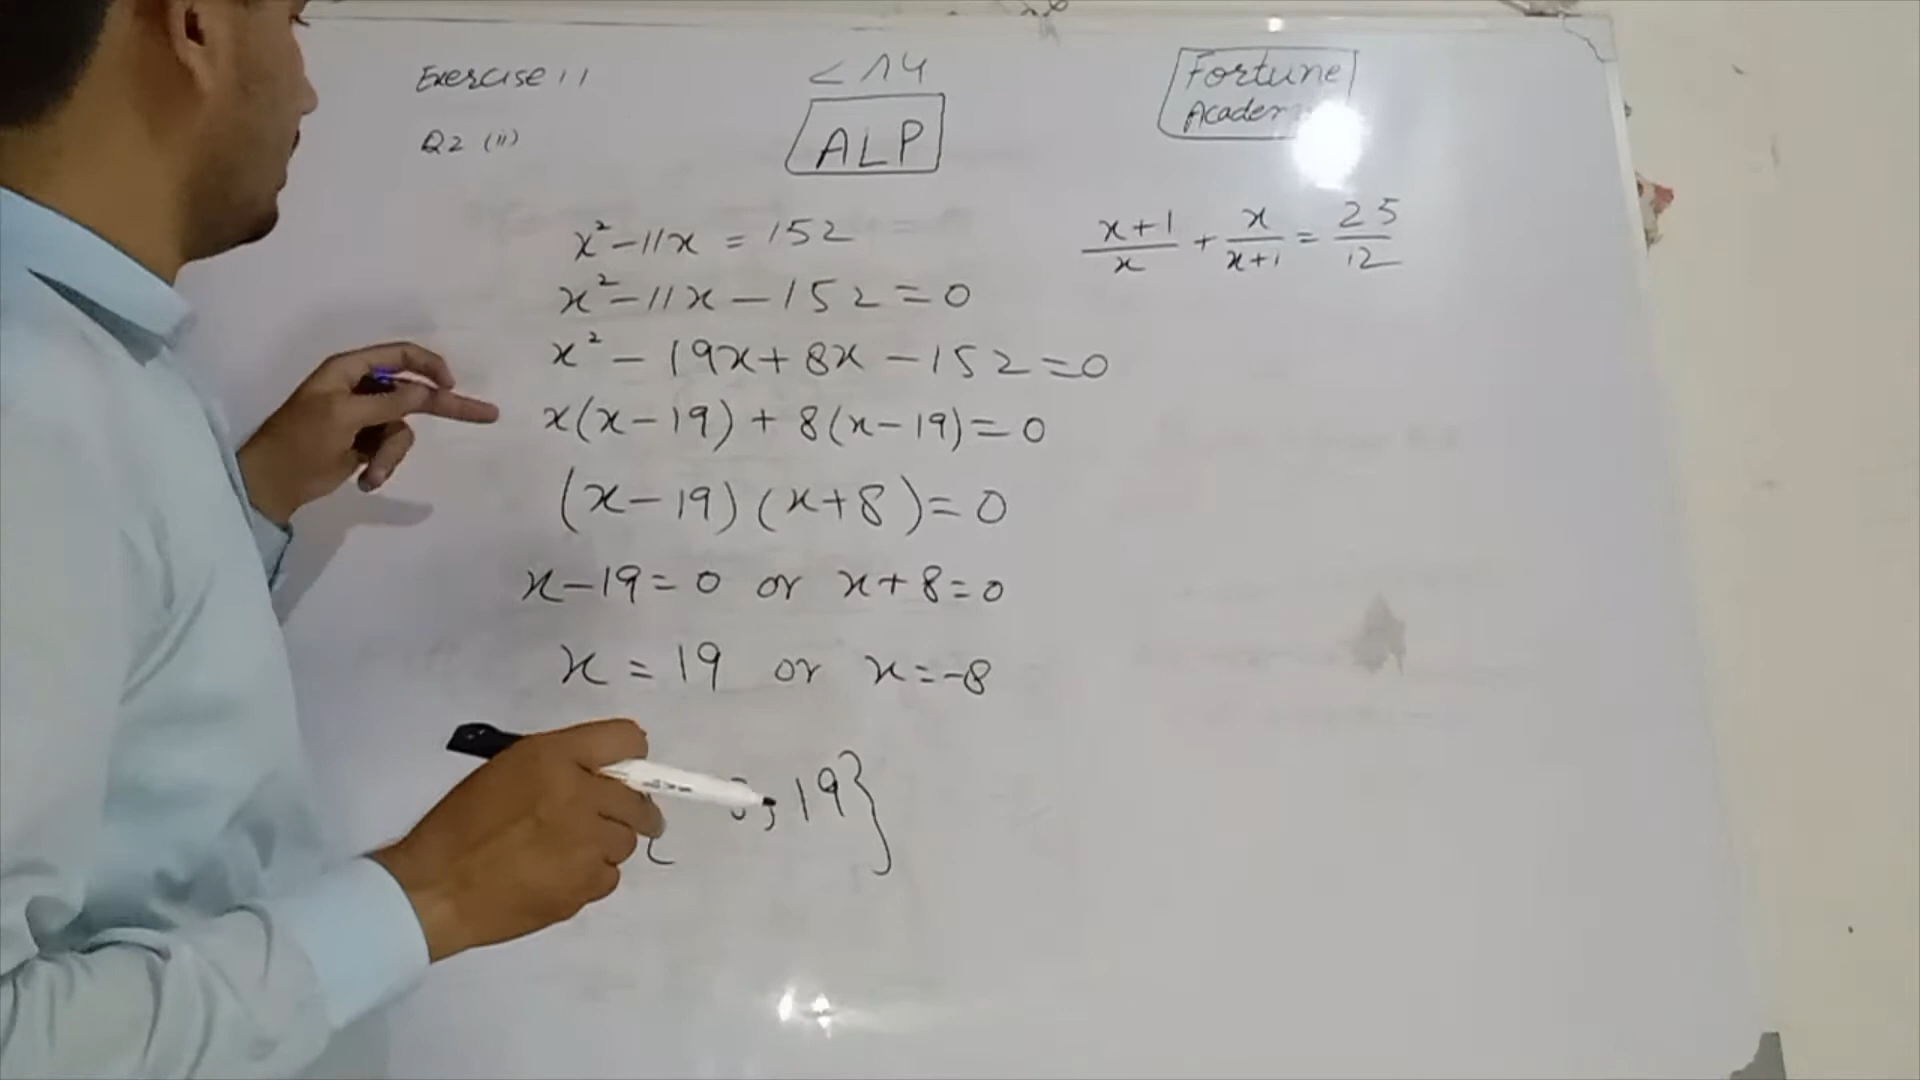 Exercise 11
Q2 (ii)
< 14
ALP
Fortune
Academ
x² - 11x = 152
x² - 11x - 152 = 0
x² - 19x + 8x - 152 = 0
x(x - 19) + 8(x - 19) = 0
(x - 19) (x + 8) = 0
x - 19 = 0 or x + 8 = 0
x = 19 or x = -8
{ , 19}
x+1/x + x/x+1 = 25/12